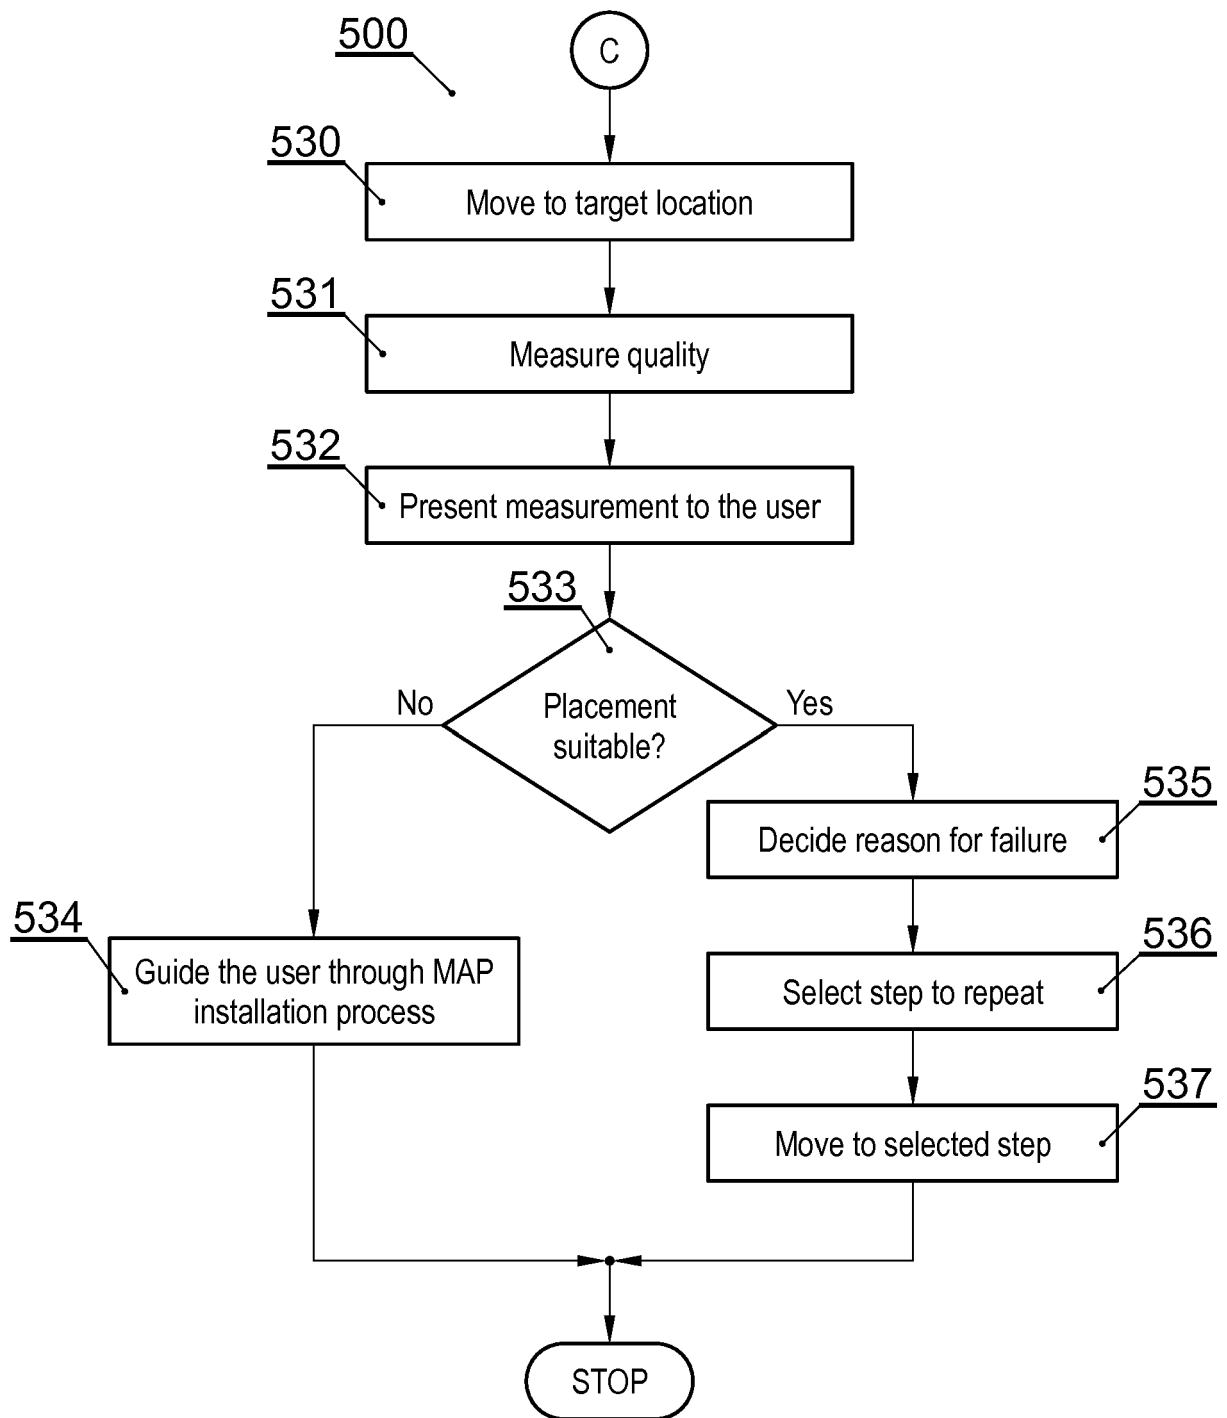 500
C
530
Move to target location
531
Measure quality
532
Present measurement to the user
533
Placement
suitable?
No
Yes
535
Decide reason for failure
534
Guide the user through MAP
installation process
536
Select step to repeat
537
Move to selected step
STOP